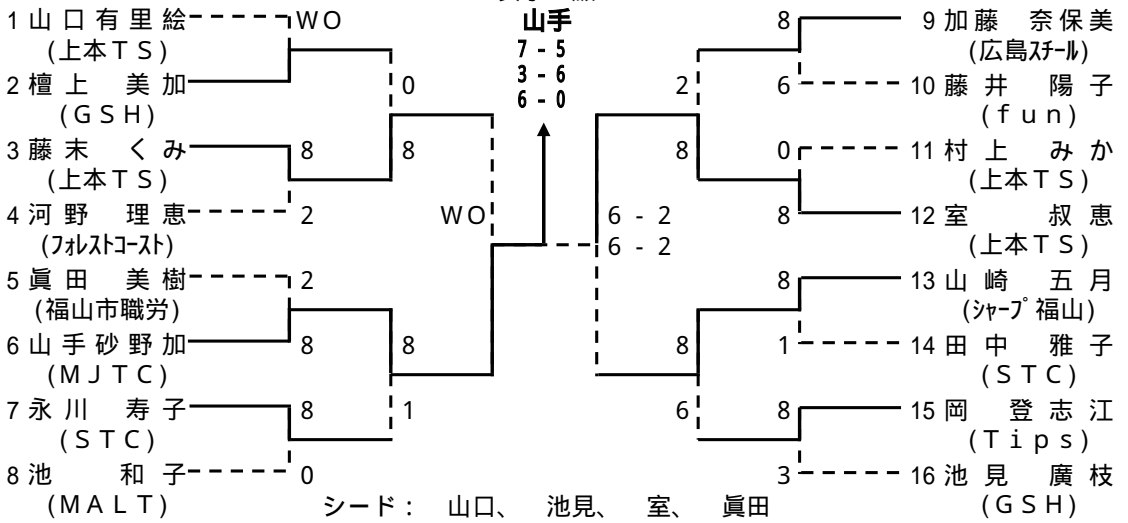 山手
7 - 5
3 - 6
6 - 0
1 山口有里絵 WO
(上本TS)
2 檀上 美加
(GSH)
0
3 藤末 くみ 8
(上本TS)
8
4 河野 理恵 2
(フォレストコースト)
WO
5 眞田 美樹 2
(福山市職労)
6 山手砂野加 8
(MJTC)
8
7 永川 寿子 8
(STC)
1
8 池 和子 0
(MALT)
8 9 加藤 奈保美
(広島スチール)
2
6 10 藤井 陽子
(fun)
8
0 11 村上 みか
(上本TS)
8 12 室 叔恵
(上本TS)
6 - 2
6 - 2
8 13 山崎 五月
(シャープ福山)
8
1 14 田中 雅子
(STC)
6
8 15 岡 登志江
(Tips)
3 16 池見 廣枝
(GSH)
シード: 山口、 池見、 室、 眞田